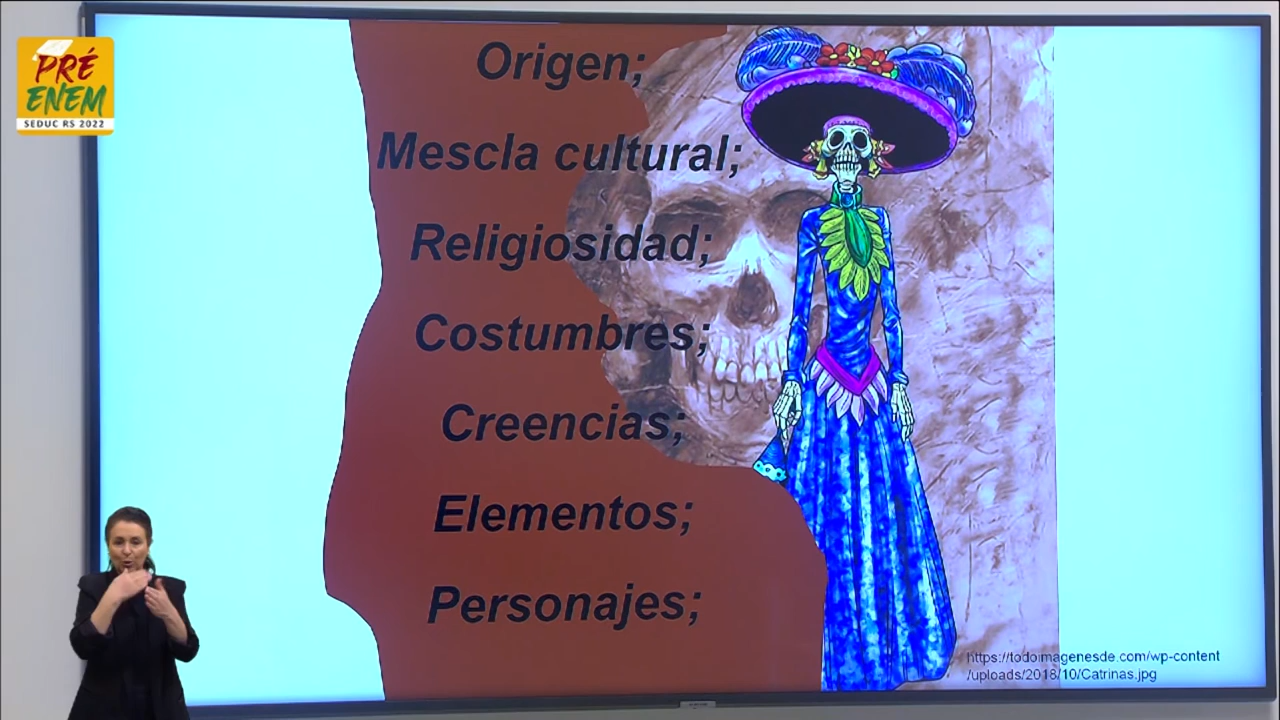 PRÉ
ENEM
SEDUC RS 2022
Origen;
Mescla cultural;
Religiosidad;
Costumbres;
Creencias;
Elementos;
Personajes;
https://todoimagenesde.com/wp-content
/uploads/2018/10/Catrinas.jpg